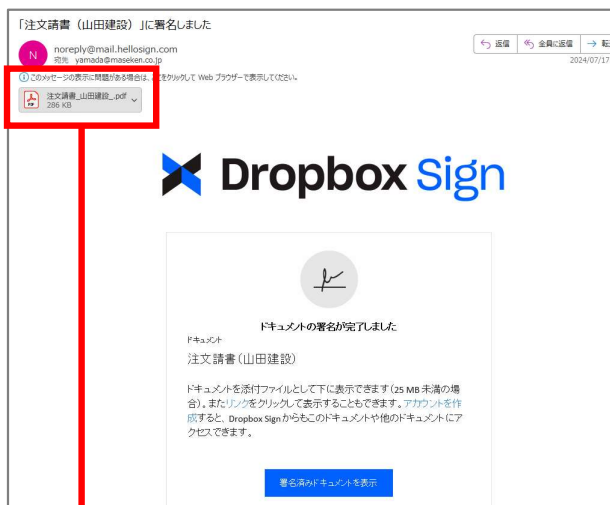 「注文請書（山田建設）」に署名しました
N
noreply@mail.hellosign.com
宛先 yamada@maseken.co.jp
返信 全員に返信 転
2024/07/17
このメッセージの表示に問題がある場合は、ここをクリックして Web ブラウザーで表示してください。
注文請書_山田建設_.pdf
PDF 286 KB
Dropbox Sign
ドキュメントの署名が完了しました
ドキュメント
注文請書（山田建設）
ドキュメントを添付ファイルとして下に表示できます（25 MB 未満の場
合）。またリンクをクリックして表示することもできます。アカウントを作
成すると、Dropbox Signからもこのドキュメントや他のドキュメントにア
クセスできます。
署名済みドキュメントを表示